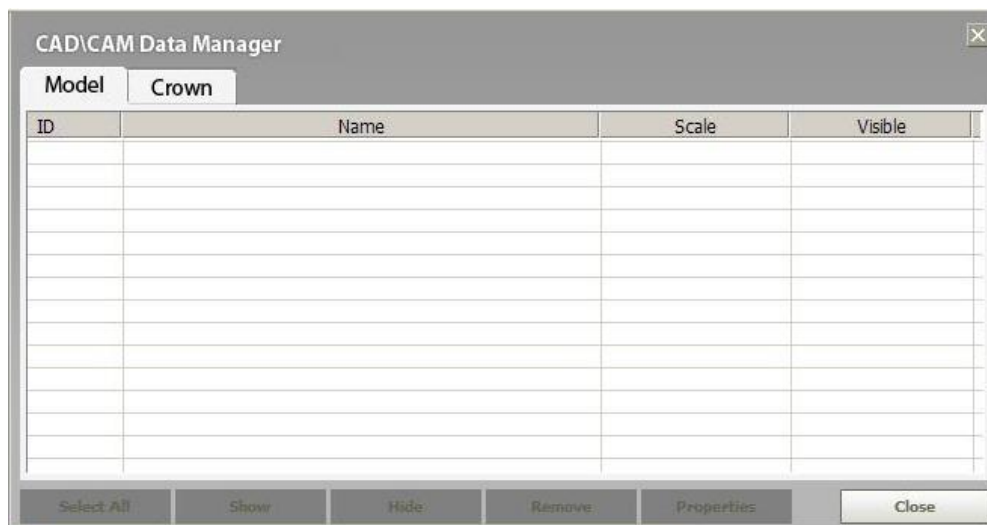 CAD\CAM Data Manager
Model Crown
ID Name Scale Visible
Select All Show Hide Remove Properties Close